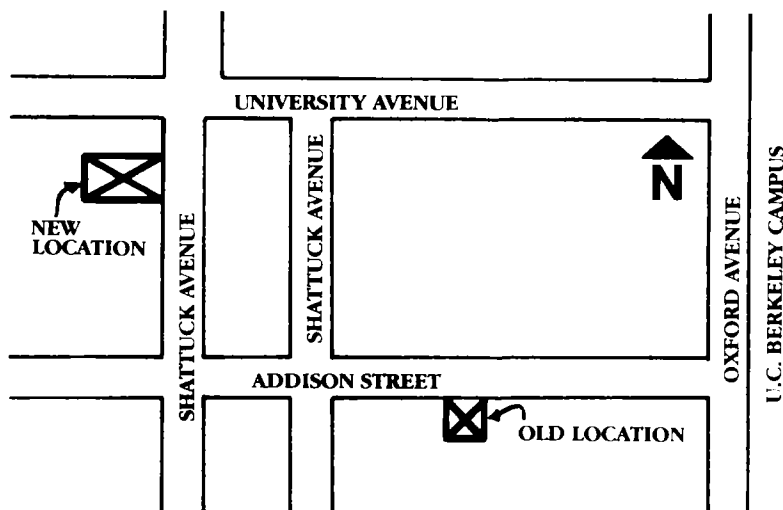 UNIVERSITY AVENUE
N
NEW
LOCATION
SHATTUCK AVENUE
SHATTUCK AVENUE
OXFORD AVENUE
U.C. BERKELEY CAMPUS
ADDISON STREET
OLD LOCATION